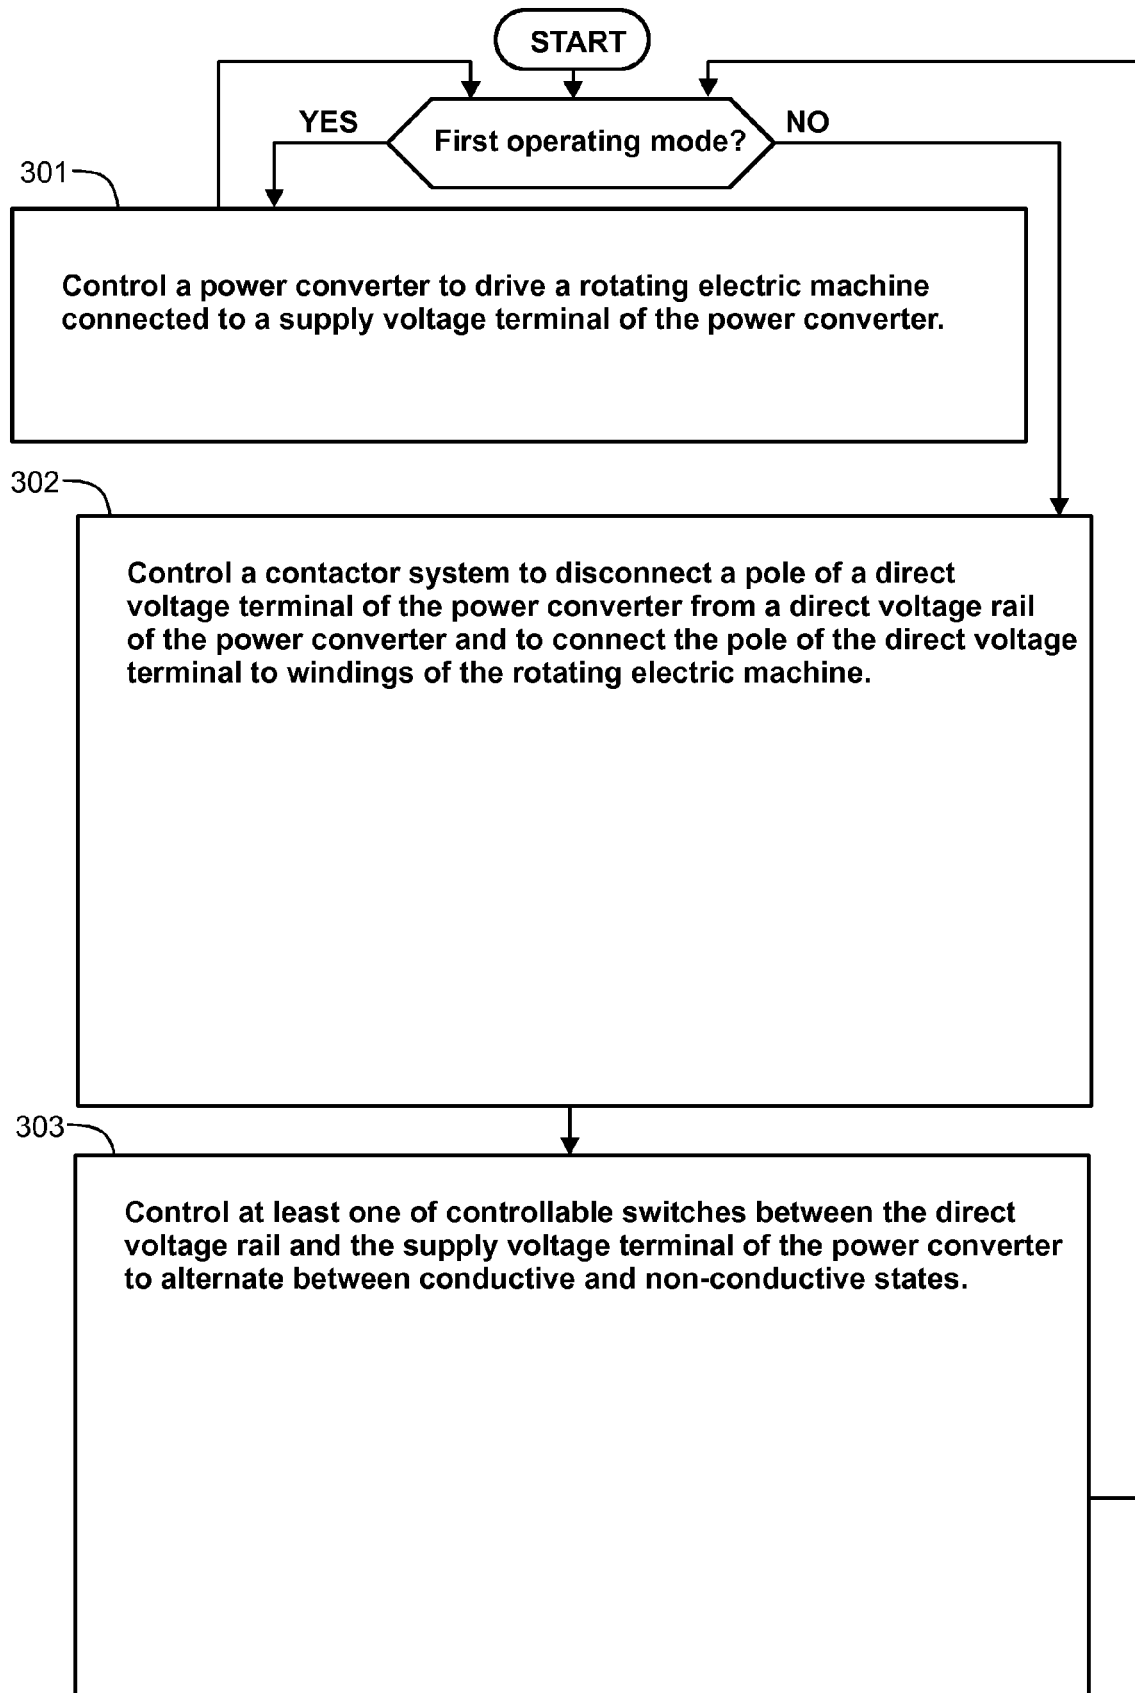 START
YES
First operating mode?
NO
301
Control a power converter to drive a rotating electric machine
connected to a supply voltage terminal of the power converter.
302
Control a contactor system to disconnect a pole of a direct
voltage terminal of the power converter from a direct voltage rail
of the power converter and to connect the pole of the direct voltage
terminal to windings of the rotating electric machine.
303
Control at least one of controllable switches between the direct
voltage rail and the supply voltage terminal of the power converter
to alternate between conductive and non-conductive states.